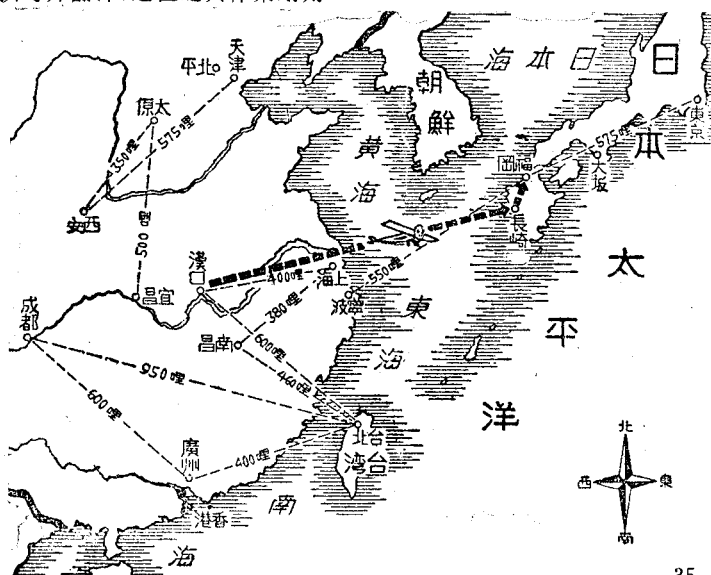 天津
北平
太原
350哩
575哩
西安
500哩
宜昌
漢口
400哩
上海
380哩
寧波
550哩
南昌
600哩
460哩
成都
950哩
600哩
廣州
400哩
香港
台北
台湾
南海
東海
黄海
朝鮮
日本海
日本
福岡
長崎
大坂
575哩
東京
太平洋
北
西
東
南
35